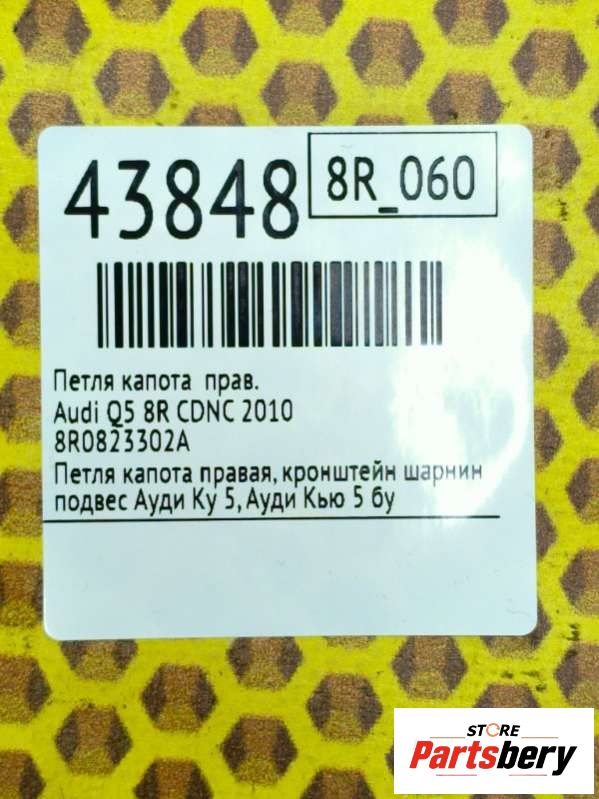 43848
8R_060
Петля капота прав.
Audi Q5 8R CDNC 2010
8R0823302A
Петля капота правая, кронштейн шарнин
подвес Ауди Ку 5, Ауди Кью 5 бу
STORE
Partsbery